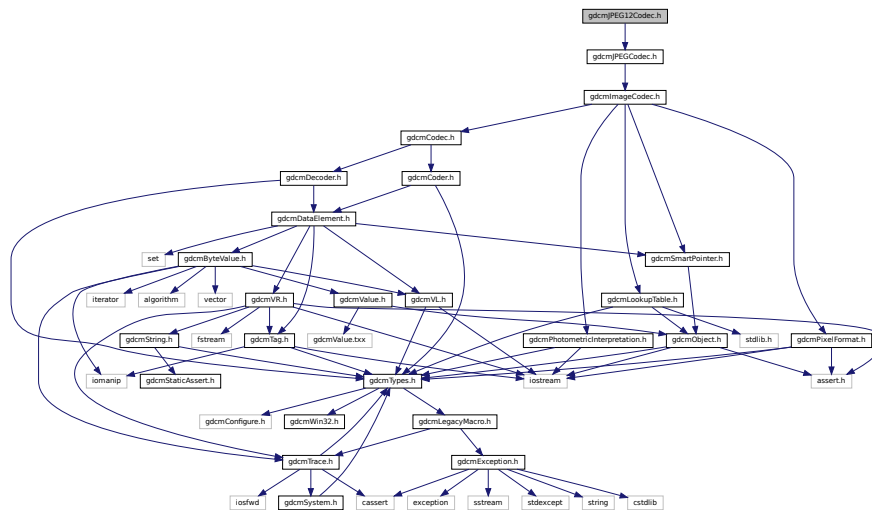 gdcmJPEG12Codec.h
gdcmJPEGCodec.h
gdcmImageCodec.h
gdcmCodec.h
gdcmDecoder.h
gdcmCoder.h
gdcmDataElement.h
set
gdcmByteValue.h
gdcmSmartPointer.h
iterator
algorithm
vector
gdcmVR.h
gdcmValue.h
gdcmVL.h
gdcmLookupTable.h
gdcmString.h
fstream
gdcmTag.h
gdcmValue.txx
gdcmPhotometricInterpretation.h
gdcmObject.h
stdlib.h
gdcmPixelFormat.h
iomanip
gdcmStaticAssert.h
gdcmTypes.h
iostream
assert.h
gdcmConfigure.h
gdcmWin32.h
gdcmLegacyMacro.h
gdcmTrace.h
gdcmException.h
iosfwd
gdcmSystem.h
cassert
exception
sstream
stdexcept
string
cstdlib